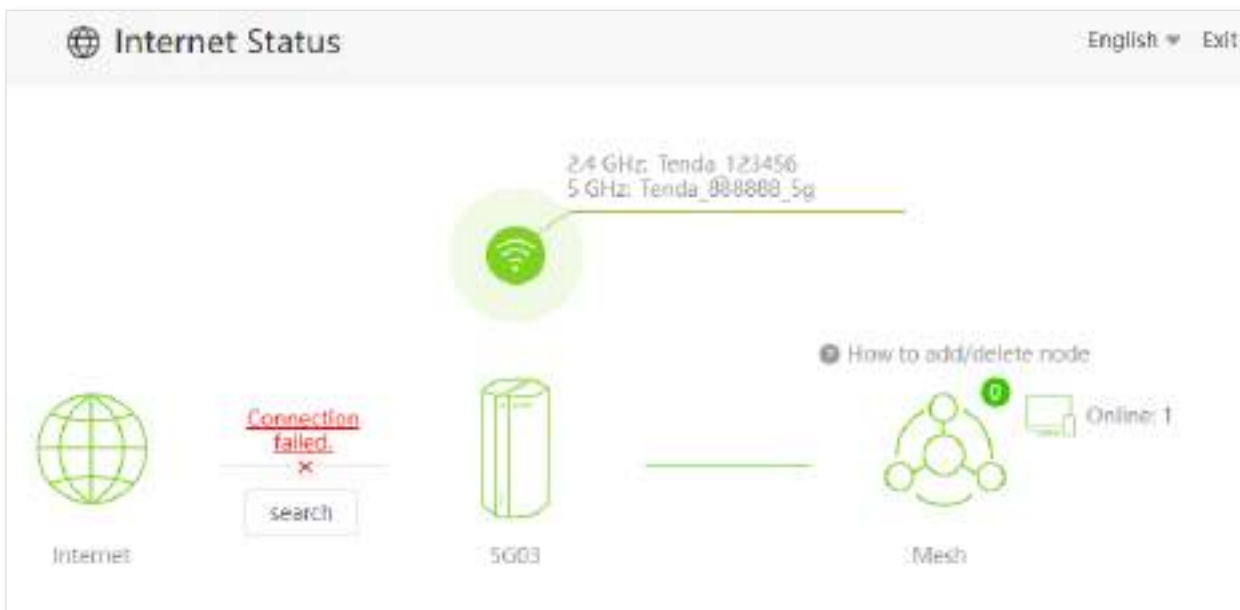 Internet Status
English
Exit
2.4 GHz: Tenda_123456
5 GHz: Tenda_888888_5g
How to add/delete node
0
Connection
failed.
Online: 1
search
Internet
5G03
Mesh